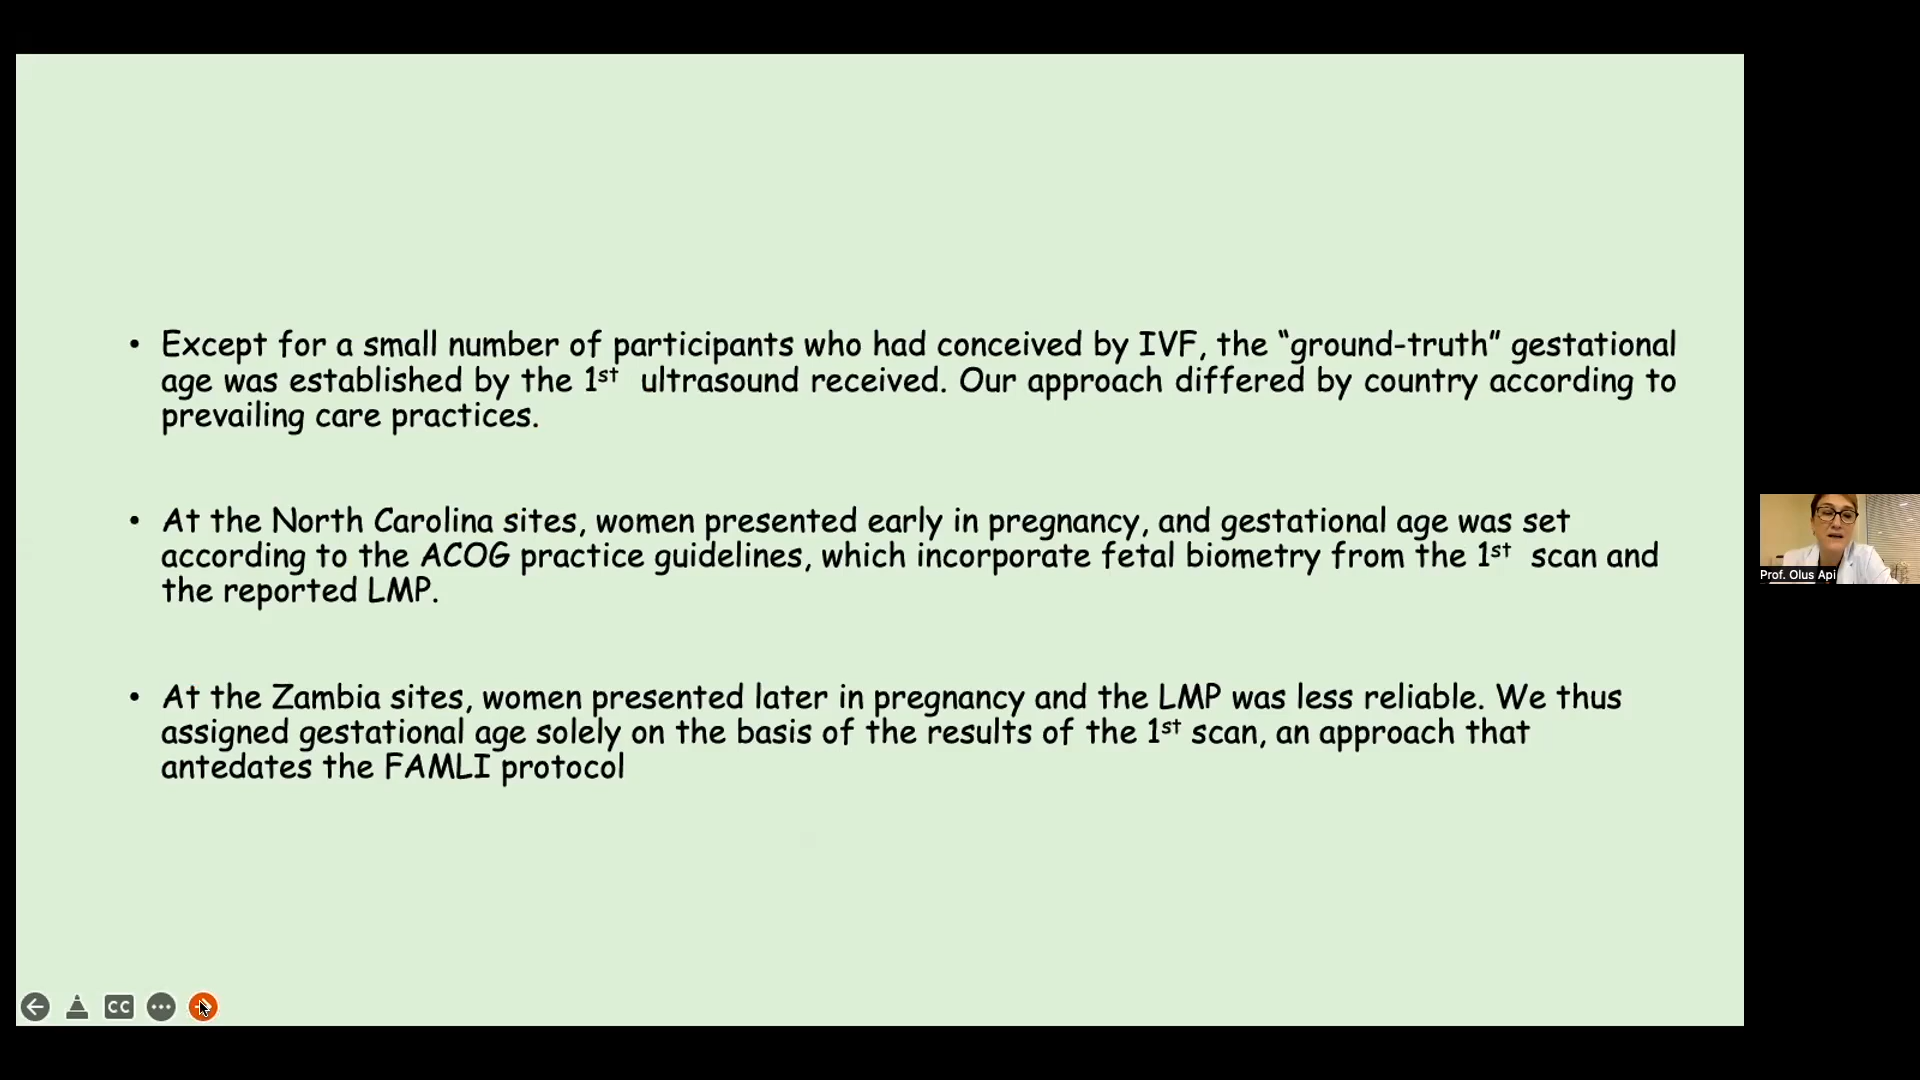 • Except for a small number of participants who had conceived by IVF, the “ground-truth” gestational
age was established by the 1st ultrasound received. Our approach differed by country according to
prevailing care practices.
• At the North Carolina sites, women presented early in pregnancy, and gestational age was set
according to the ACOG practice guidelines, which incorporate fetal biometry from the 1st scan and
the reported LMP.
• At the Zambia sites, women presented later in pregnancy and the LMP was less reliable. We thus
assigned gestational age solely on the basis of the results of the 1st scan, an approach that
antedates the FAMLI protocol
Prof. Olus Api
CC